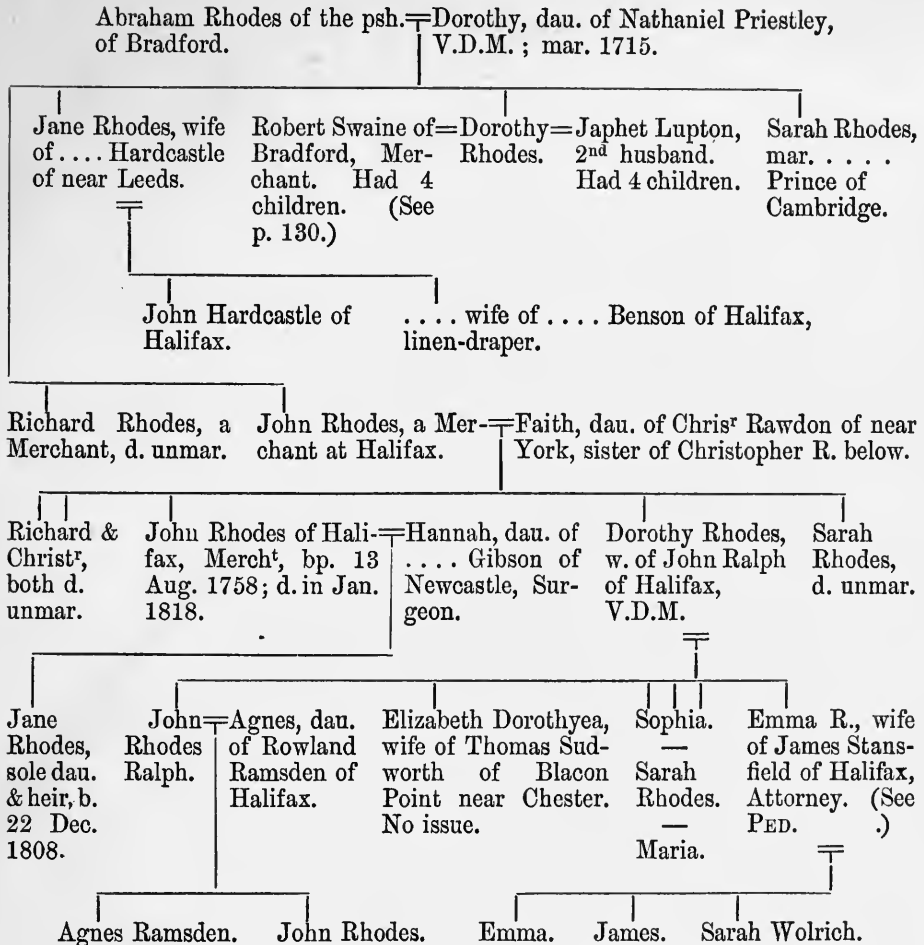 Abraham Rhodes of the psh. = Dorothy, dau. of Nathaniel Priestley,
of Bradford. V.D.M. ; mar. 1715.
Jane Rhodes, wife
of .... Hardcastle
of near Leeds.
Robert Swaine of =
Bradford, Mer-
chant. Had 4
children. (See
p. 130.)
Dorothy =
Rhodes.
Japhet Lupton,
2nd husband.
Had 4 children.
Sarah Rhodes,
mar. . . . . .
Prince of
Cambridge.
John Hardcastle of
Halifax.
. . . . wife of . . . . Benson of Halifax,
linen-draper.
Richard Rhodes, a
Merchant, d. unmar.
John Rhodes, a Mer- =
chant at Halifax.
Faith, dau. of Chrisr Rawdon of near
York, sister of Christopher R. below.
Richard &
Christr,
both d.
unmar.
John Rhodes of Hali- =
fax, Mercht, bp. 13
Aug. 1758; d. in Jan.
1818.
Hannah, dau. of
. . . . Gibson of
Newcastle, Sur-
geon.
Dorothy Rhodes,
w. of John Ralph
of Halifax,
V.D.M.
Sarah
Rhodes,
d. unmar.
Jane
Rhodes,
sole dau.
& heir, b.
22 Dec.
1808.
John =
Rhodes
Ralph.
Agnes, dau.
of Rowland
Ramsden of
Halifax.
Elizabeth Dorothyea,
wife of Thomas Sud-
worth of Blacon
Point near Chester.
No issue.
Sophia.
—
Sarah
Rhodes.
—
Maria.
Emma R., wife
of James Stans-
field of Halifax,
Attorney. (See
PED. .)
Agnes Ramsden. John Rhodes. Emma. James. Sarah Wolrich.